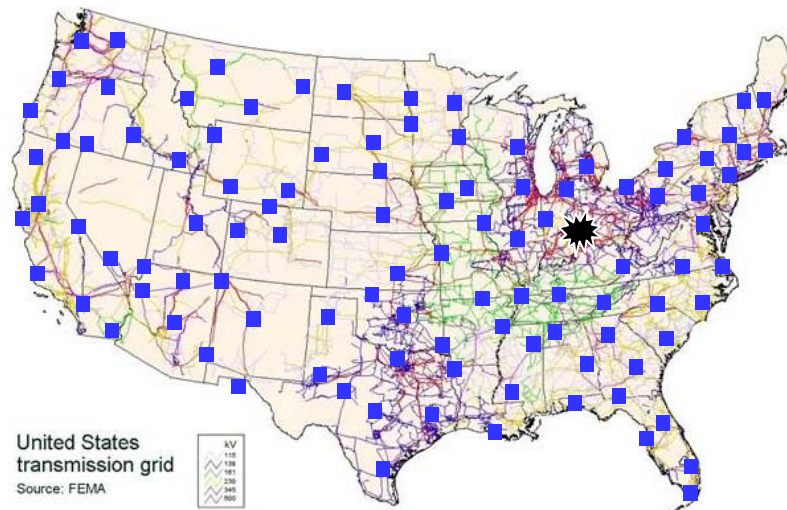 United States
transmission grid
Source: FEMA
kV
115
138
161
230
345
500